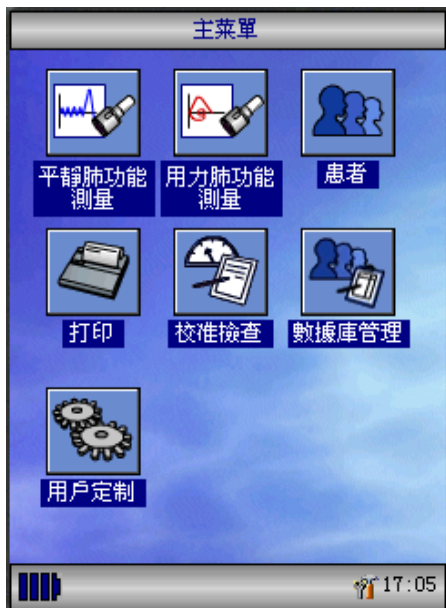 主菜單
平靜肺功能
測量
用力肺功能
測量
患者
打印
校准檢查
數據庫管理
用戶定制
17:05